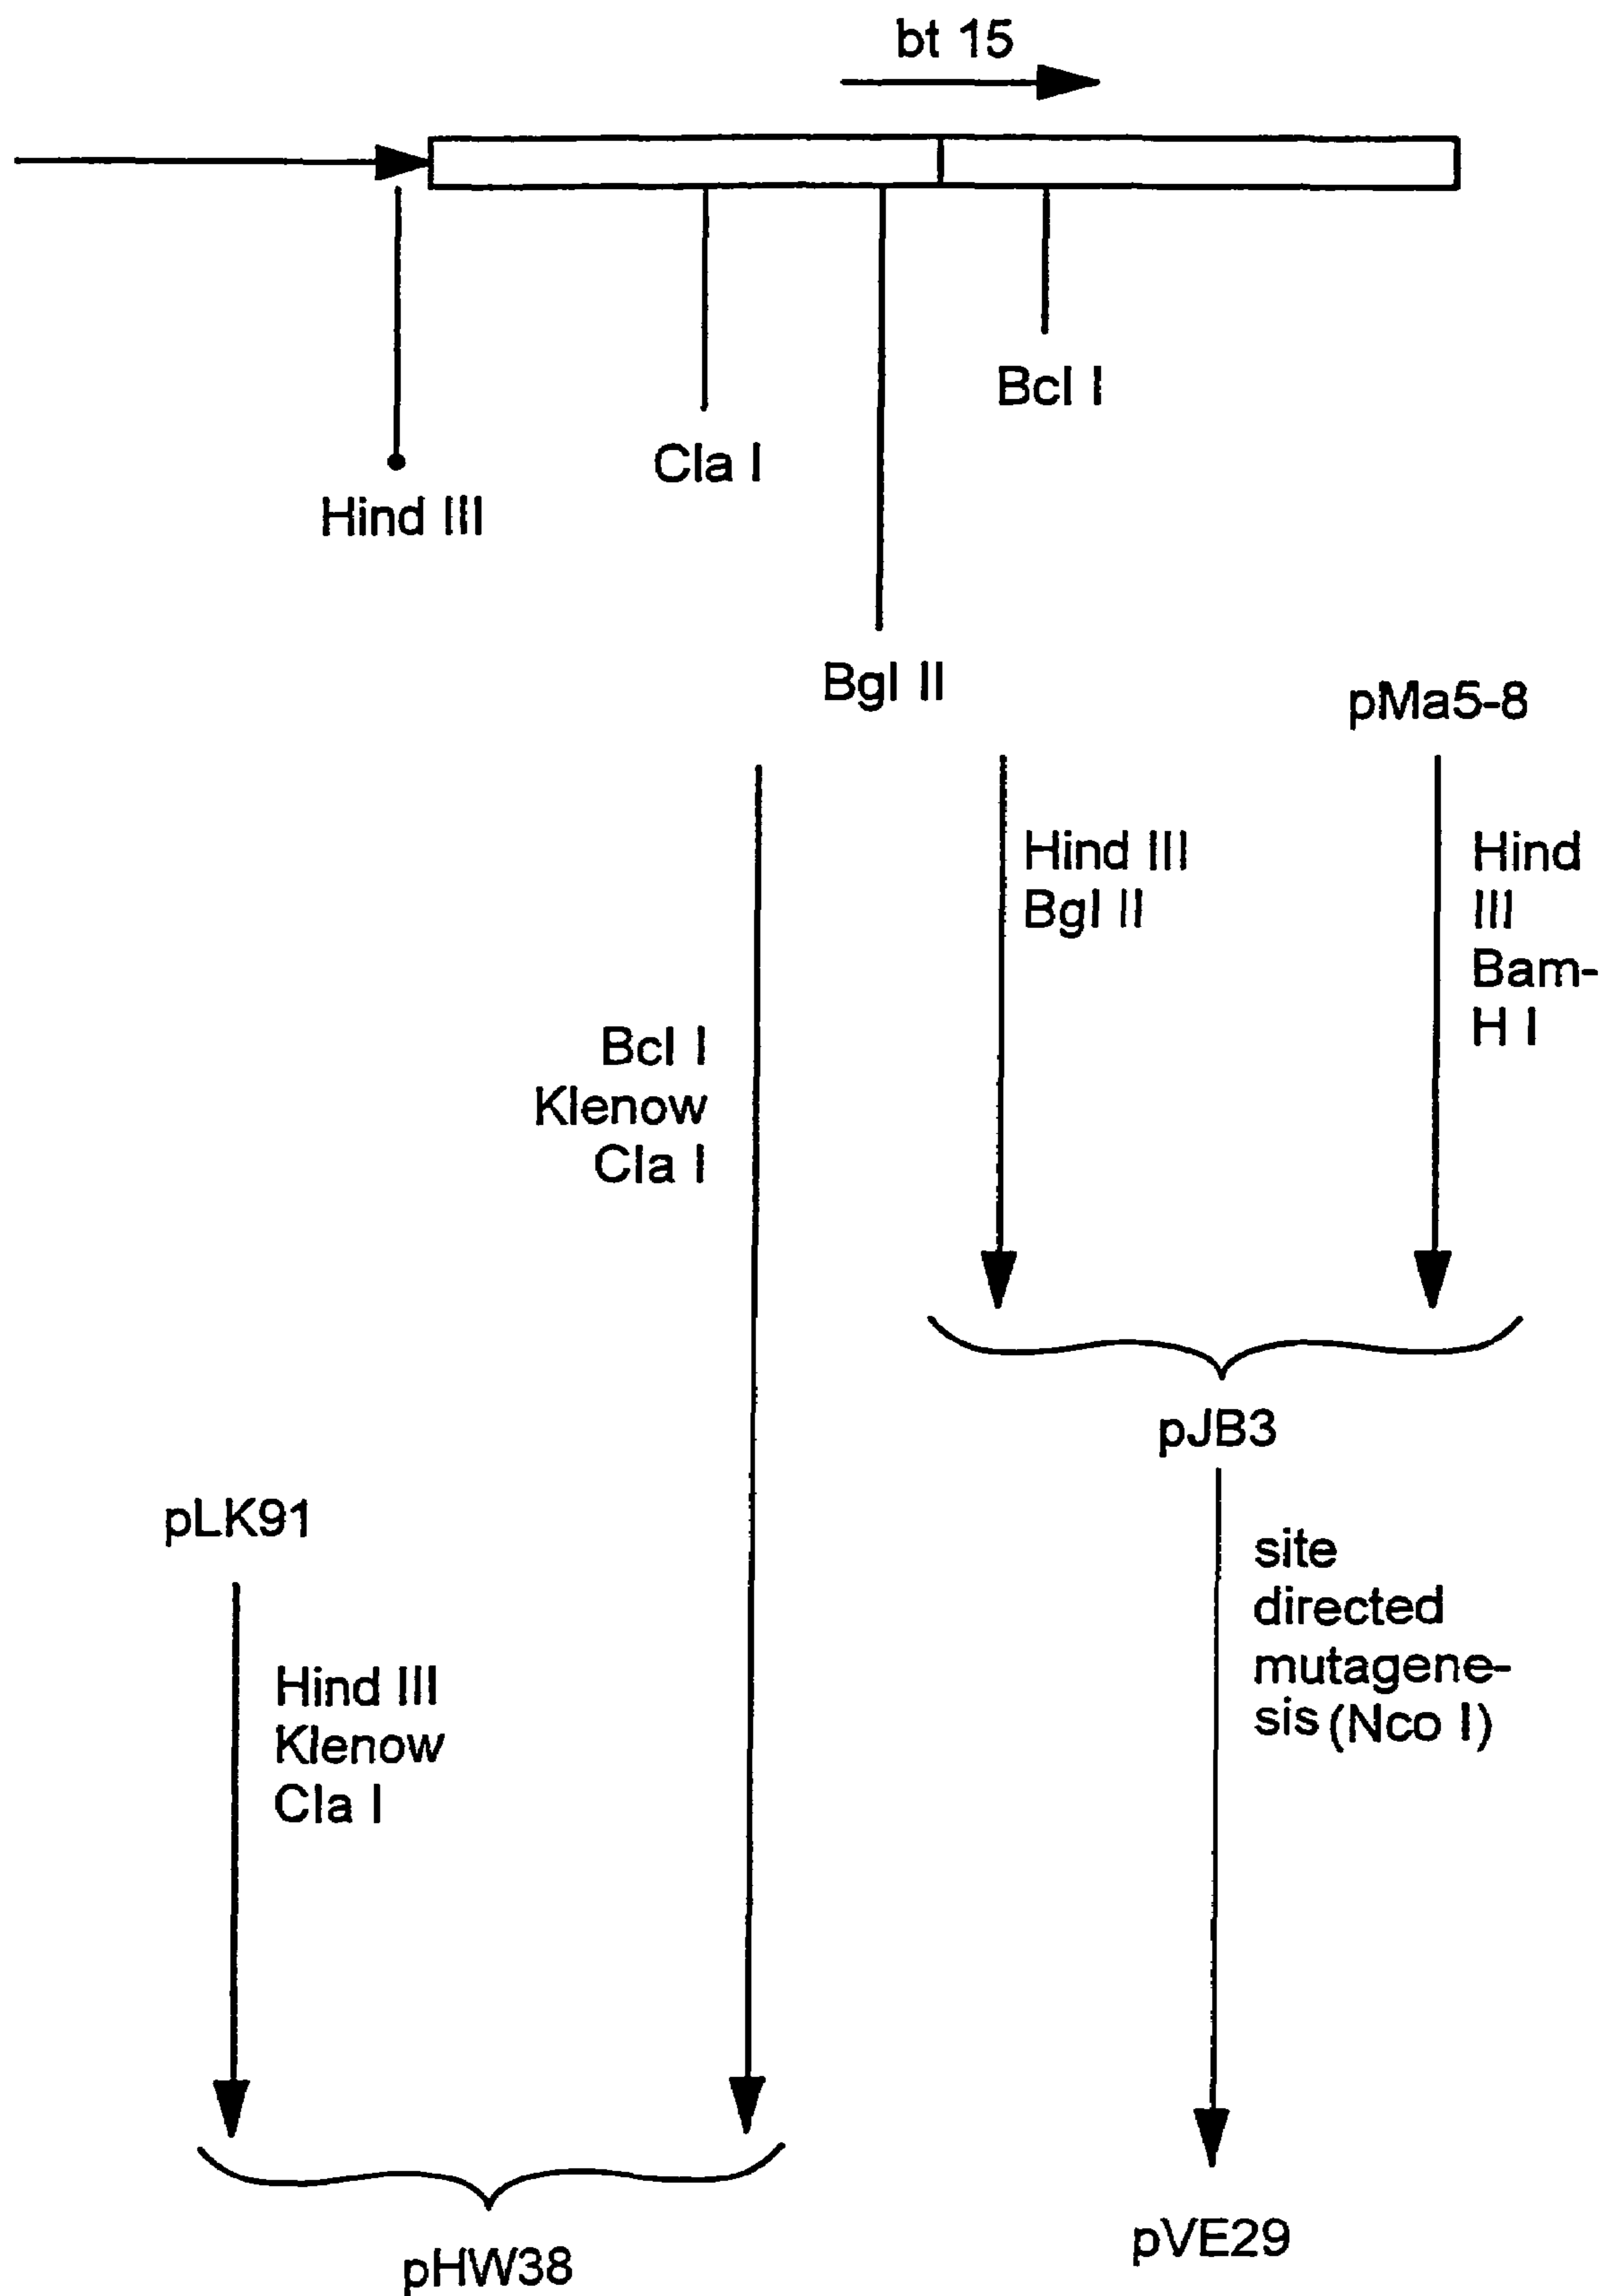 bt 15
Bcl I
Cla I
Hind III
Bgl II
pMa5-8
Hind III
Bgl II
Hind
III
Bam-
H I
Bcl I
Klenow
Cla I
pJB3
pLK91
site
directed
mutagene-
sis (Nco I)
Hind III
Klenow
Cla I
pVE29
pHW38